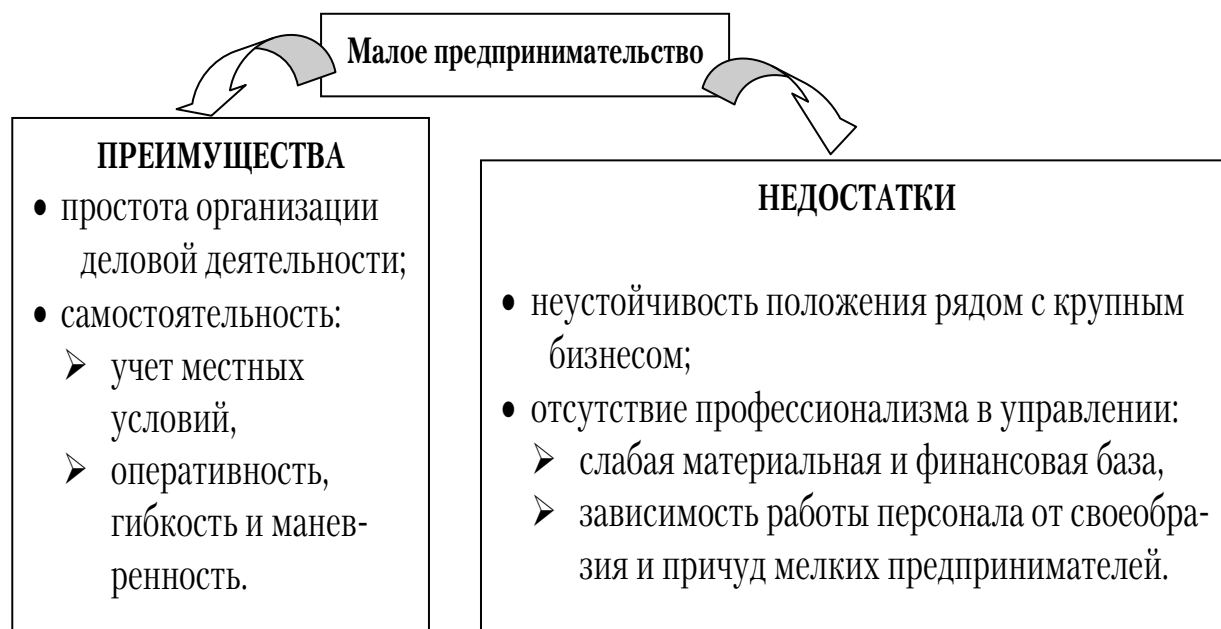 Малое предпринимательство
ПРЕИМУЩЕСТВА
• простота организации
деловой деятельности;
• самостоятельность:
➢ учет местных
условий,
➢ оперативность,
гибкость и манев-
ренность.
НЕДОСТАТКИ
• неустойчивость положения рядом с крупным
бизнесом;
• отсутствие профессионализма в управлении:
➢ слабая материальная и финансовая база,
➢ зависимость работы персонала от своеобра-
зия и причуд мелких предпринимателей.